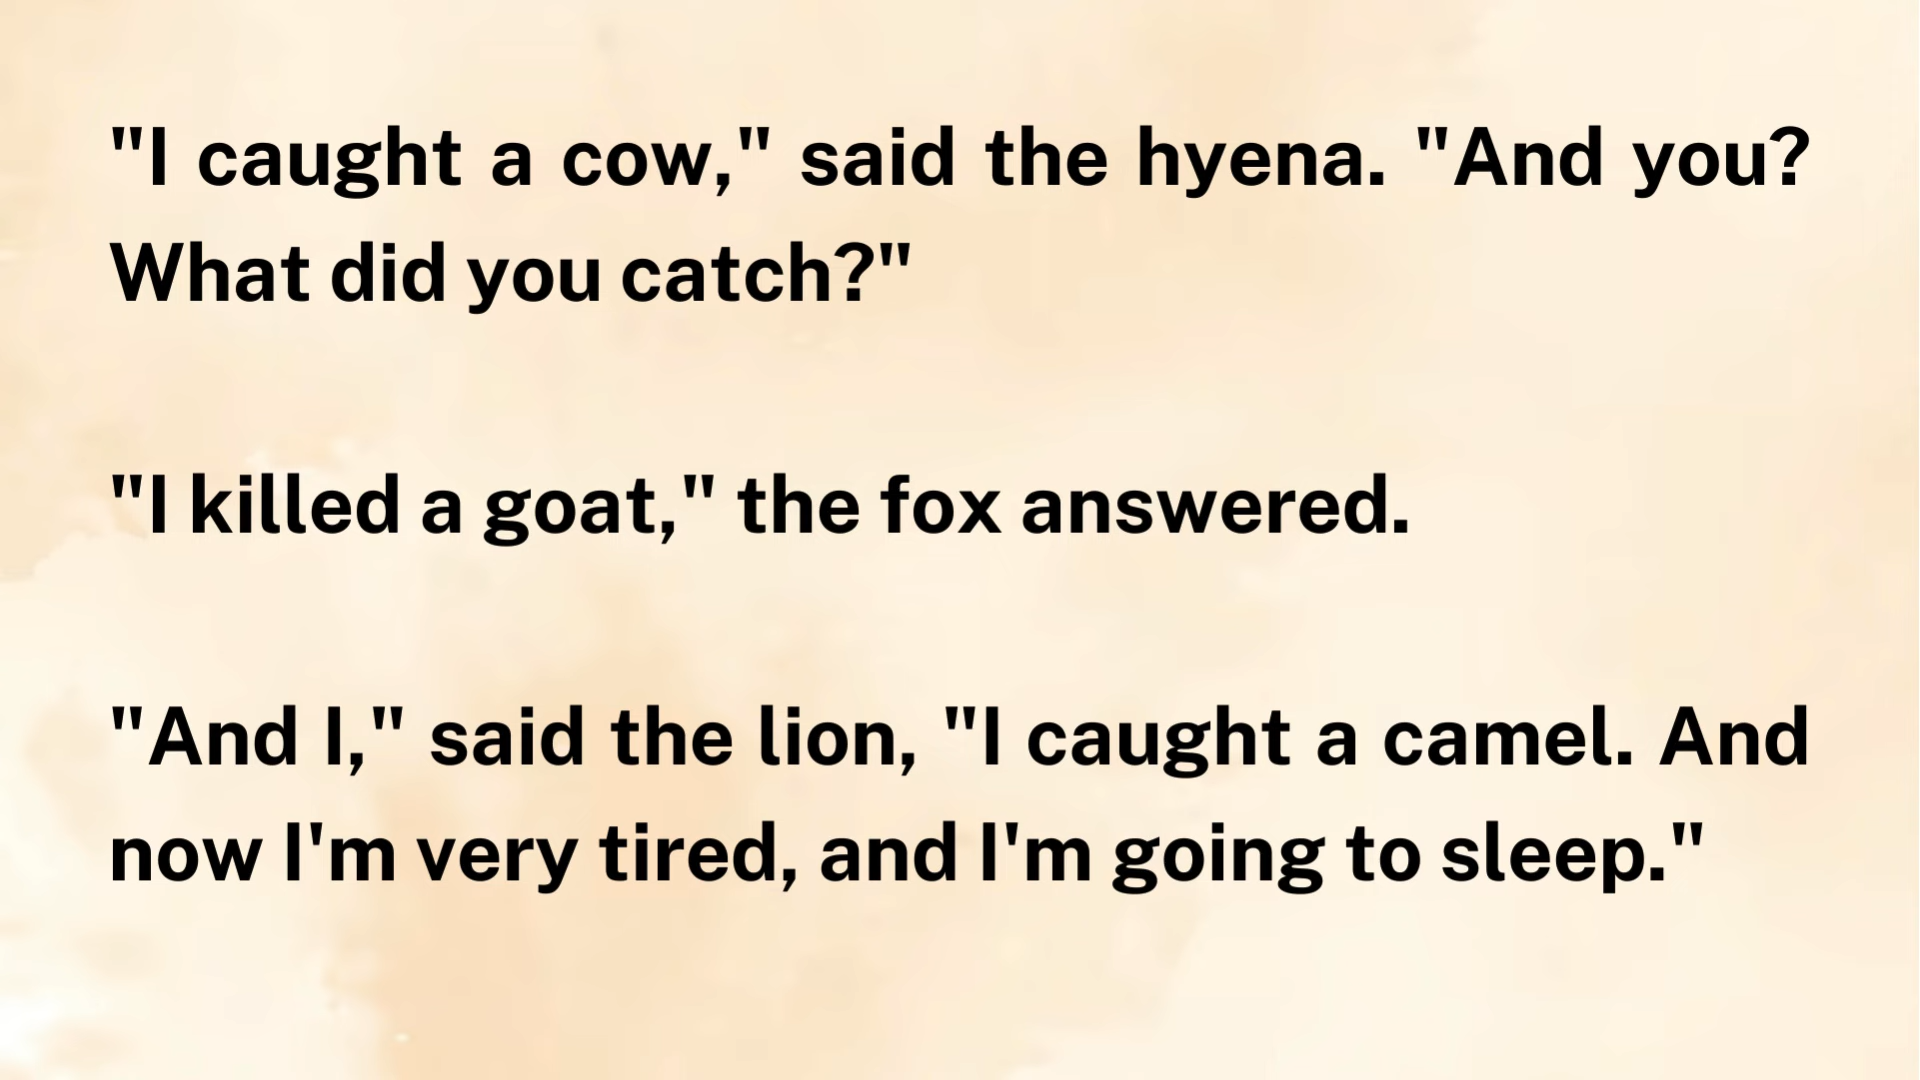 "I caught a cow," said the hyena. "And you?
What did you catch?"
"I killed a goat," the fox answered.
"And I," said the lion, "I caught a camel. And
now I'm very tired, and I'm going to sleep."